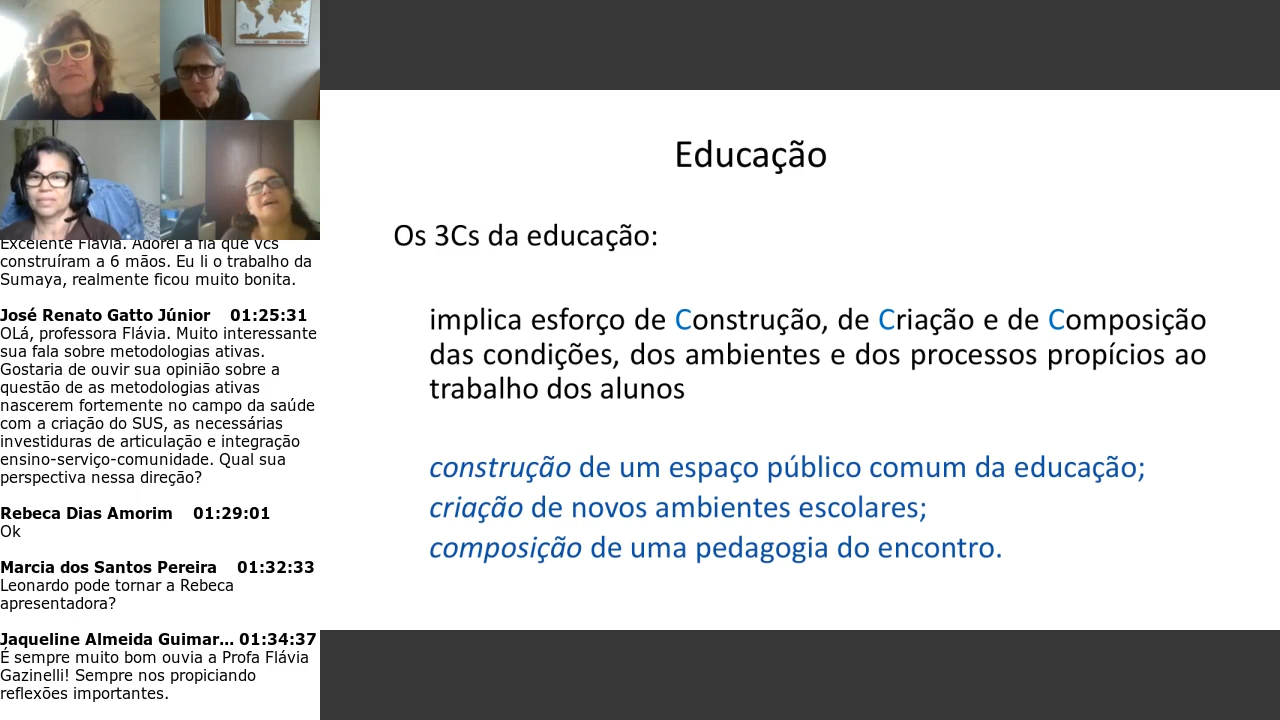 Excelente Flávia. Adorei a fla que vcs
construíram a 6 mãos. Eu li o trabalho da
Sumaya, realmente ficou muito bonita.
José Renato Gatto Júnior 01:25:31
OLá, professora Flávia. Muito interessante
sua fala sobre metodologias ativas.
Gostaria de ouvir sua opinião sobre a
questão de as metodologias ativas
nascerem fortemente no campo da saúde
com a criação do SUS, as necessárias
investiduras de articulação e integração
ensino-serviço-comunidade. Qual sua
perspectiva nessa direção?
Rebeca Dias Amorim 01:29:01
Ok
Marcia dos Santos Pereira 01:32:33
Leonardo pode tornar a Rebeca
apresentadora?
Jaqueline Almeida Guimar... 01:34:37
É sempre muito bom ouvia a Profa Flávia
Gazinelli! Sempre nos propiciando
reflexões importantes.
Educação
Os 3Cs da educação:
implica esforço de Construção, de Criação e de Composição
das condições, dos ambientes e dos processos propícios ao
trabalho dos alunos
construção de um espaço público comum da educação;
criação de novos ambientes escolares;
composição de uma pedagogia do encontro.